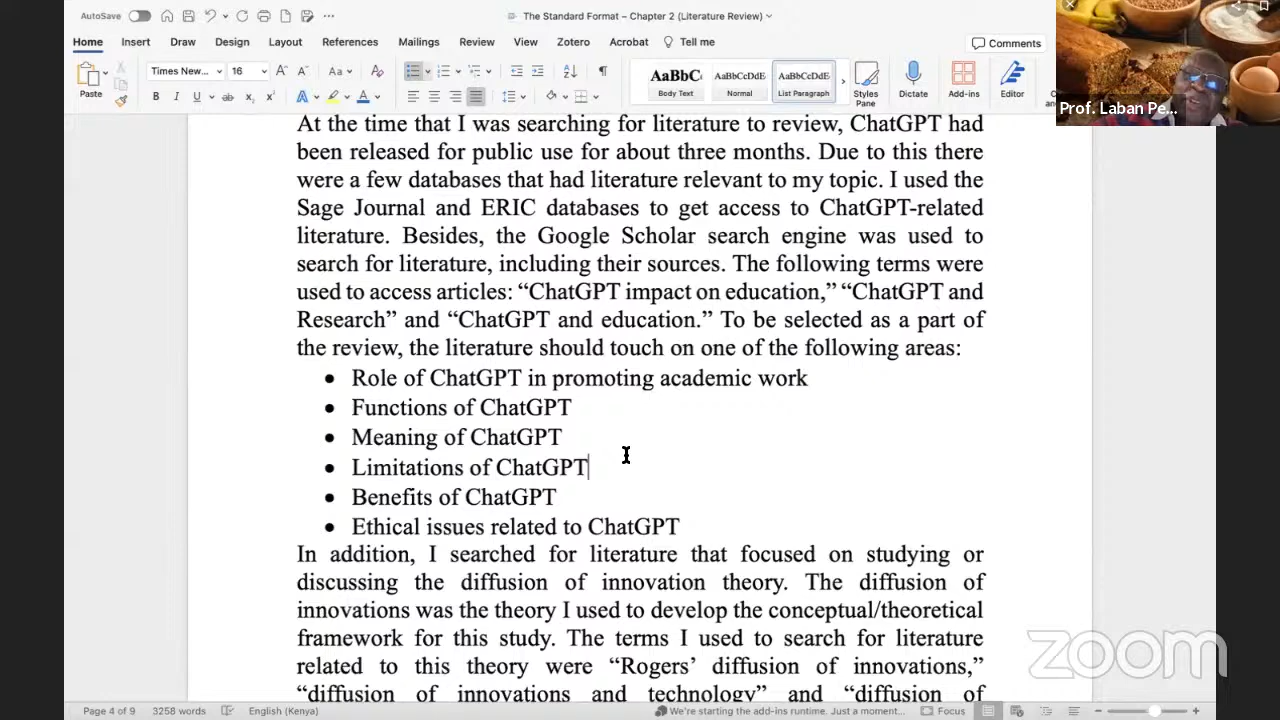 AutoSave
The Standard Format – Chapter 2 (Literature Review)
Home Insert Draw Design Layout References Mailings Review View Zotero Acrobat Tell me
Comments
Paste
Times New... 16
Aa
B I U ab x₂ x²
AaBbC AaBbCcDdE AaBbCcDdE
Body Text Normal List Paragraph
Styles Pane
Dictate
Add-ins
Editor
Prof. Laban Pe...
At the time that I was searching for literature to review, ChatGPT had
been released for public use for about three months. Due to this there
were a few databases that had literature relevant to my topic. I used the
Sage Journal and ERIC databases to get access to ChatGPT-related
literature. Besides, the Google Scholar search engine was used to
search for literature, including their sources. The following terms were
used to access articles: “ChatGPT impact on education,” “ChatGPT and
Research” and “ChatGPT and education.” To be selected as a part of
the review, the literature should touch on one of the following areas:
• Role of ChatGPT in promoting academic work
• Functions of ChatGPT
• Meaning of ChatGPT
• Limitations of ChatGPT
• Benefits of ChatGPT
• Ethical issues related to ChatGPT
In addition, I searched for literature that focused on studying or
discussing the diffusion of innovation theory. The diffusion of
innovations was the theory I used to develop the conceptual/theoretical
framework for this study. The terms I used to search for literature
related to this theory were “Rogers’ diffusion of innovations,”
“diffusion of innovations and technology” and “diffusion of
zoom
Page 4 of 9 3258 words English (Kenya) We're starting the add-ins runtime. Just a moment... Focus